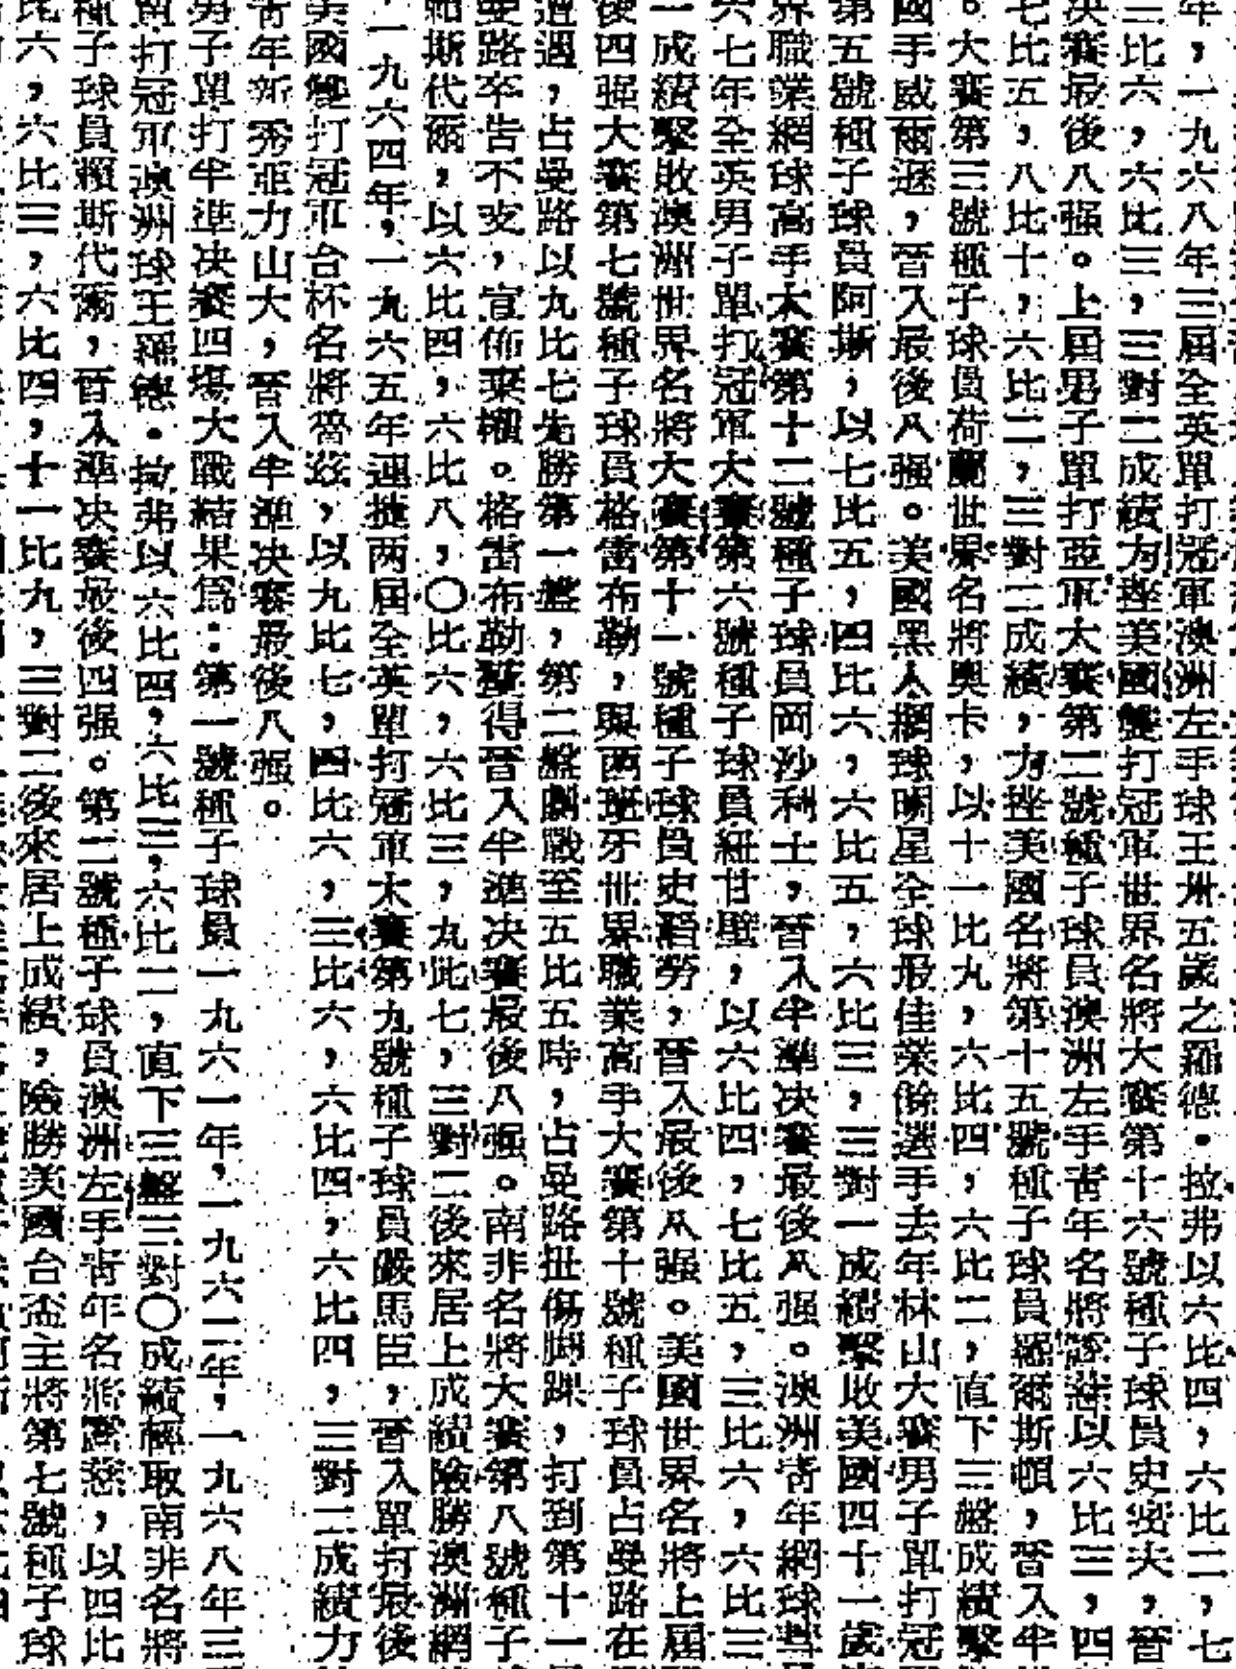 年，一九六八年三屆全英單打冠軍澳洲左手球王卅五歲之羅德·拉弗以六比四，六比二，七
三比六，六比三，三對二成績力挫美國雙打冠軍世界名將大賽第十六號種子球員史密夫，晉
決賽最後八强。上屆男子單打亞軍大賽第二號種子球員澳洲左手青年名將露慈以六比三，四
七比五，八比十，六比二，三對二成績，力挫美國名將第十五號種子球員羅爾斯頓，晉入半
。大賽第三號種子球員荷蘭世界名將奧卡，以十一比九，六比四，六比二，直下三盤成績擊
國手威爾遜，晉入最後八强。美國黑人網球明星全球最佳業餘選手去年林山大賽男子單打冠
第五號種子球員阿斯，以七比五，四比六，六比五，六比三，三對一成績擊敗美國四十一歲
界職業網球高手大賽第十二號種子球員岡沙利士，晉入半準決賽最後八强。澳洲青年網球彗
六七年全英男子單打冠軍大賽第六號種子球員紐甘壁，以六比四，七比五，三比六，六比三
一成績擊敗澳洲世界名將大賽第十一號種子球員史稻勞，晉入最後八强。美國世界名將上屆
後四强大賽第七號種子球員格雷布勒，與西班牙世界職業高手大賽第十號種子球員占曼路在
遭遇，占曼路以九比七先勝第一盤，第二盤劇戰至五比五時，占曼路扭傷脚踝，打到第十一
曼路卒告不支，宣佈棄權。格雷布勒獲得晉入半準決賽最後八强。南非名將大賽第八號種子
斯代爾，以六比四，六比八，〇比六，六比三，九比七，三對二後來居上成績險勝澳洲網
，一九六四年，一九六五年連捷两屆全英單打冠軍大賽第九號種子球員嚴馬臣，晉入單打最後
美國雙打冠軍台杯名將魯茲，以九比七，四比六，三比六，六比四，六比四，三對二成績力
青年新秀亞力山大，晉入半準決賽最後八强。
男子單打半準決賽四場大戰結果爲：第一號種子球員一九六一年，一九六二年，一九六八年三
單打冠軍澳洲球王羅德·拉弗以六比四，六比三，六比二，直下三盤三對〇成績輕取南非名將
種子球員賴斯代爾，晉入準決賽最後四强。第二號種子球員澳洲左手青年名將露慈，以四比
比六，六比三，六比四，十一比九，三對二後來居上成績，險勝美國台盃主將第七號種子球